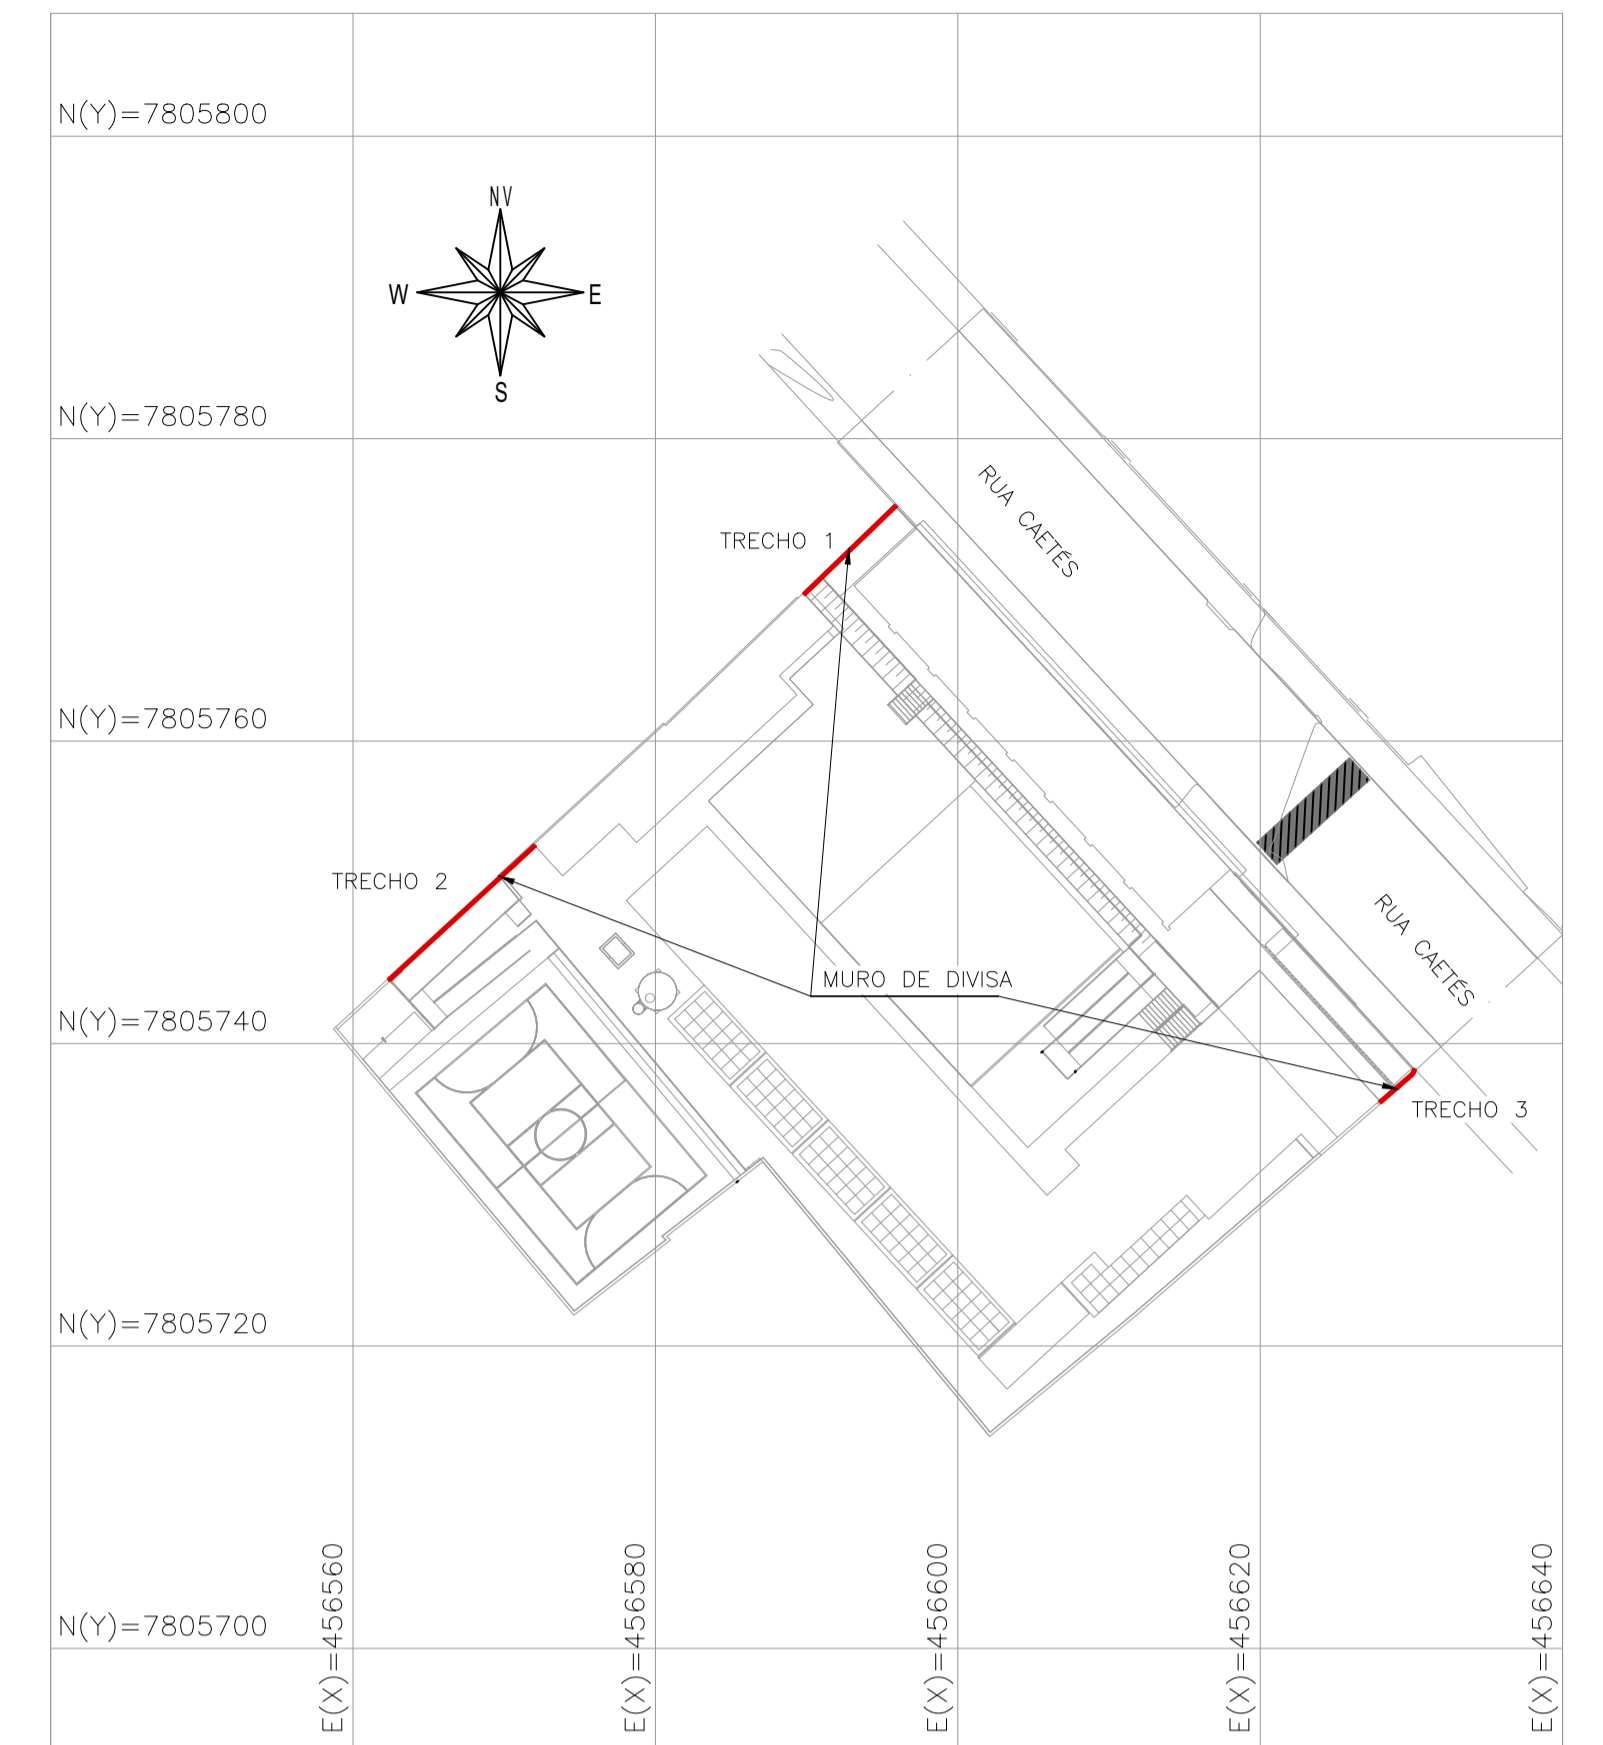 N(Y)=7805800
NV
W
E
S
N(Y)=7805780
RUA CAETÉS
TRECHO 1
N(Y)=7805760
TRECHO 2
RUA CAETÉS
MURO DE DIVISA
N(Y)=7805740
TRECHO 3
N(Y)=7805720
N(Y)=7805700
E(X)=456560
E(X)=456580
E(X)=456600
E(X)=456620
E(X)=456640